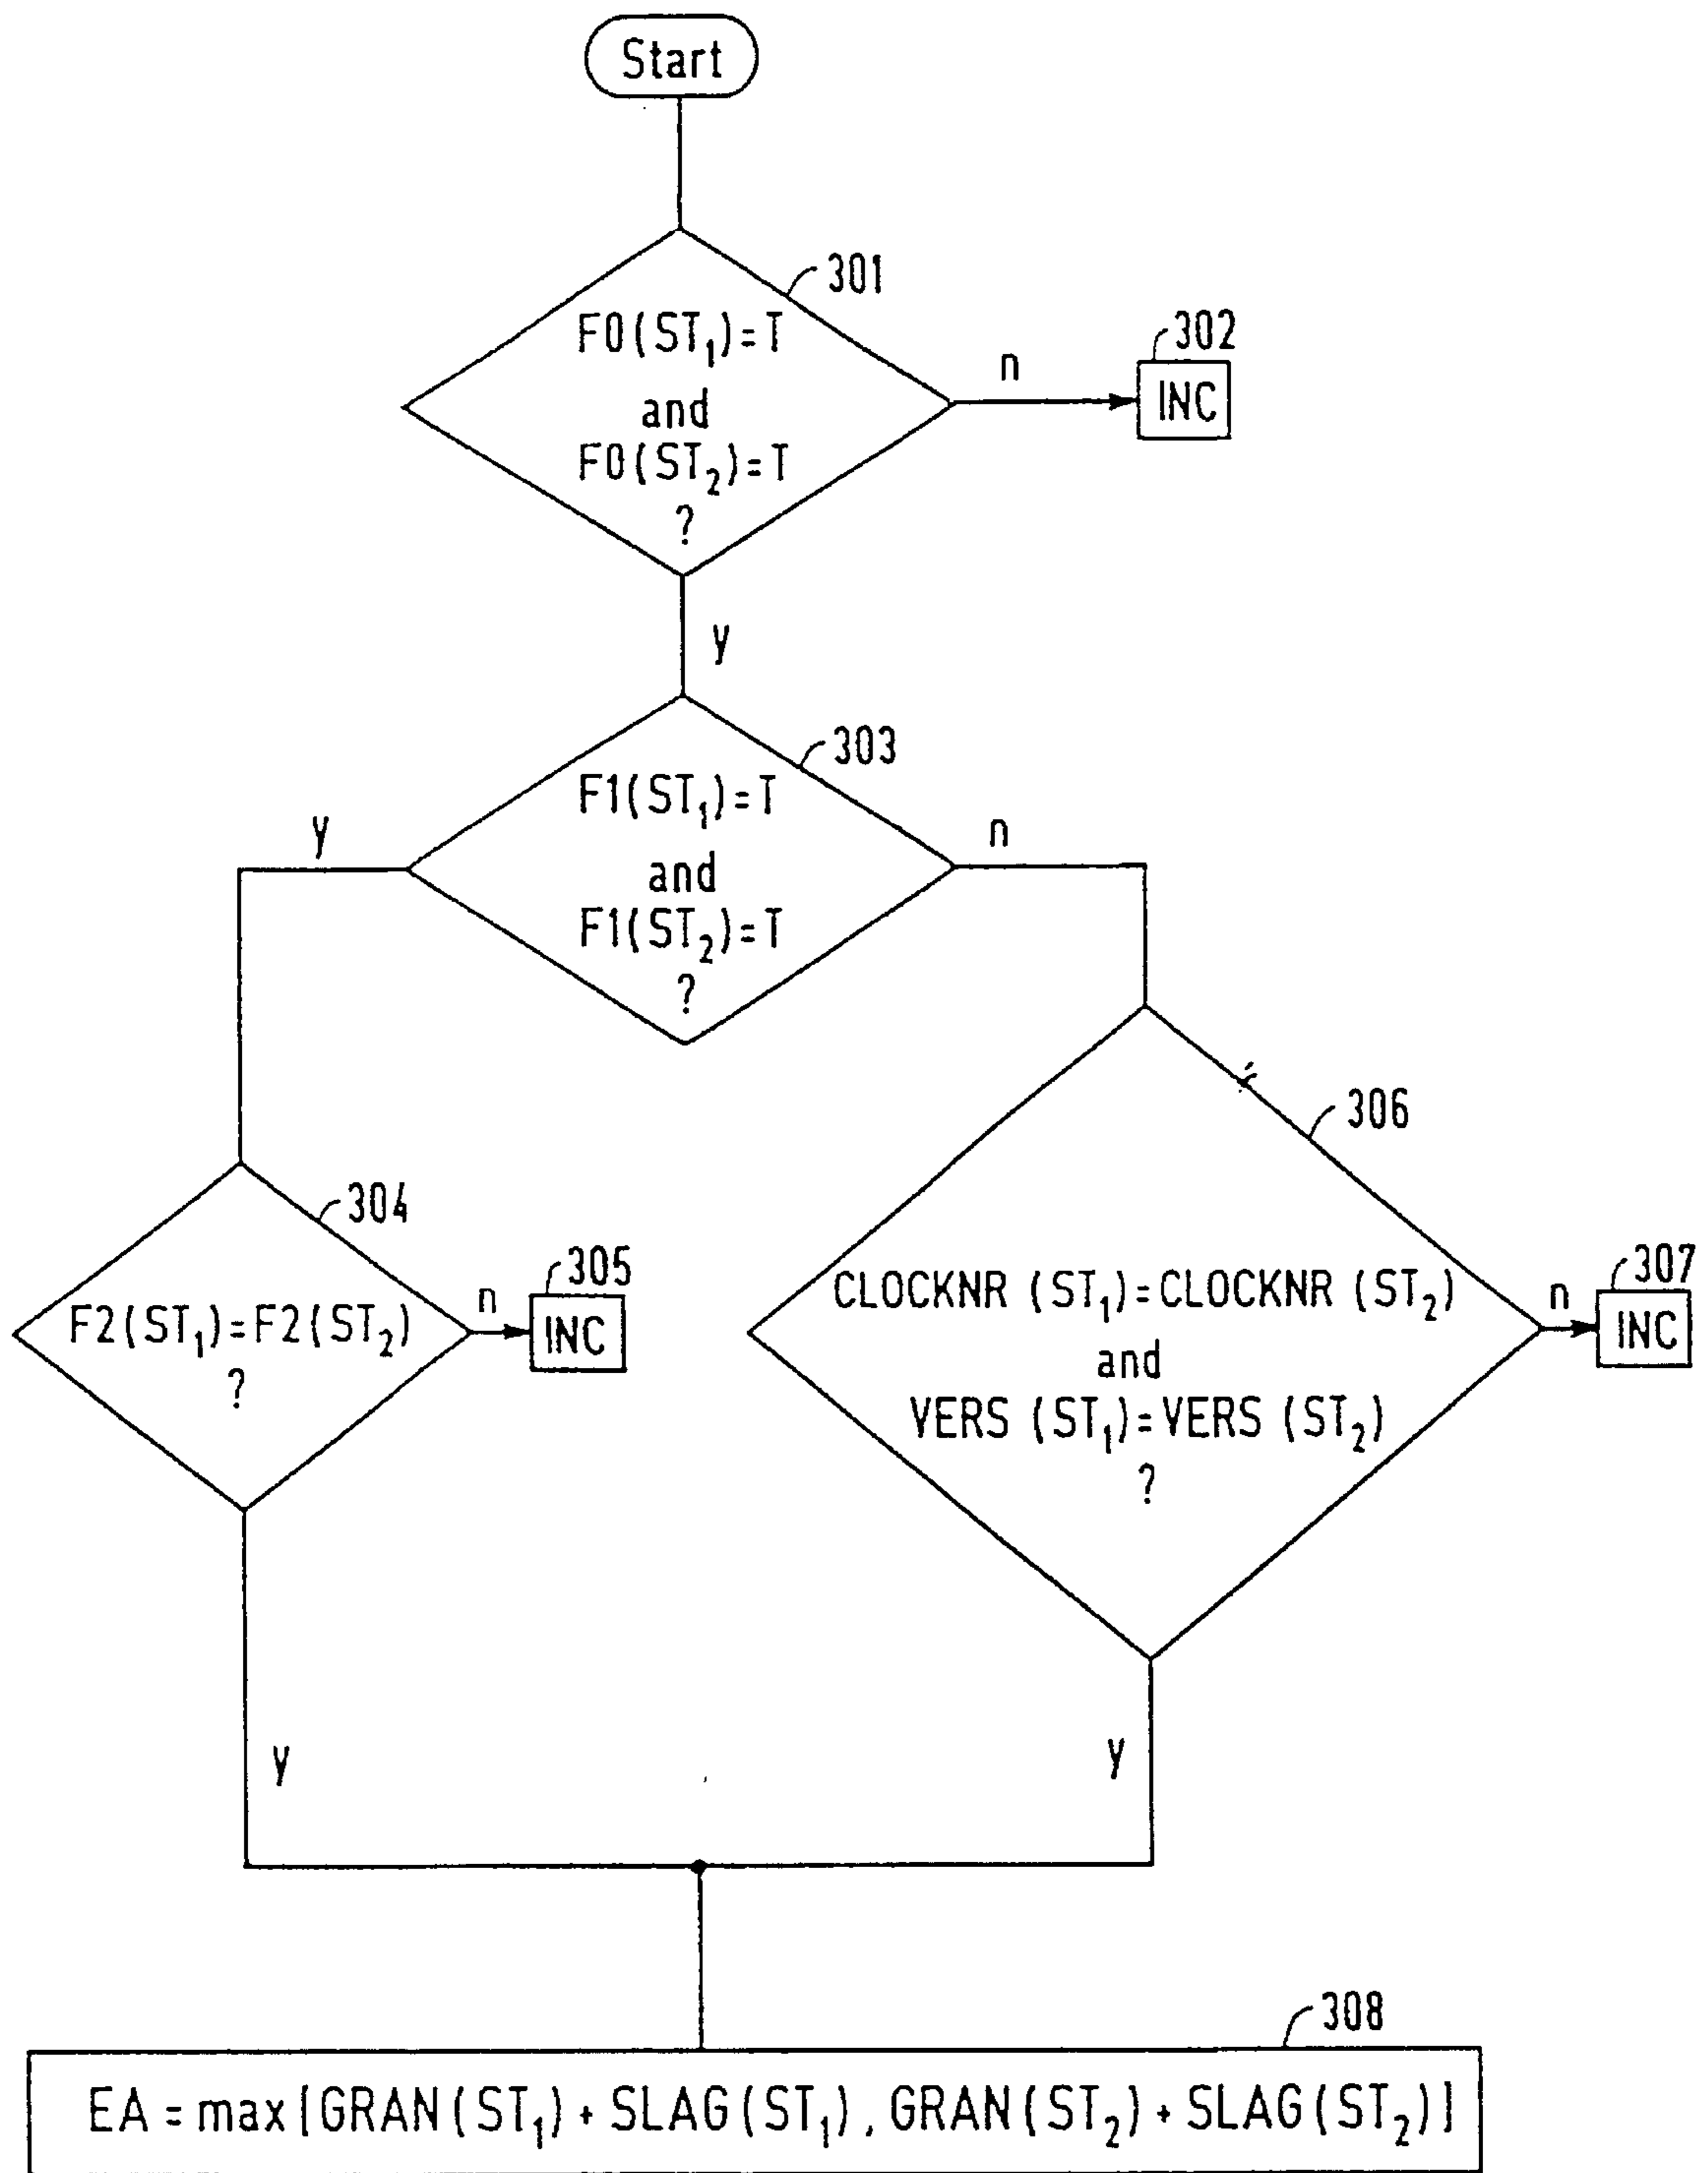 Start
301
F0(ST₁)=T
and
F0(ST₂)=T
?
n
302
INC
y
303
F1(ST₁)=T
and
F1(ST₂)=T
?
y
n
304
F2(ST₁)=F2(ST₂)
?
n
305
INC
306
CLOCKNR (ST₁)=CLOCKNR (ST₂)
and
VERS (ST₁)=VERS (ST₂)
?
n
307
INC
y
y
308
EA = max[GRAN(ST₁) + SLAG(ST₁), GRAN(ST₂) + SLAG(ST₂)]